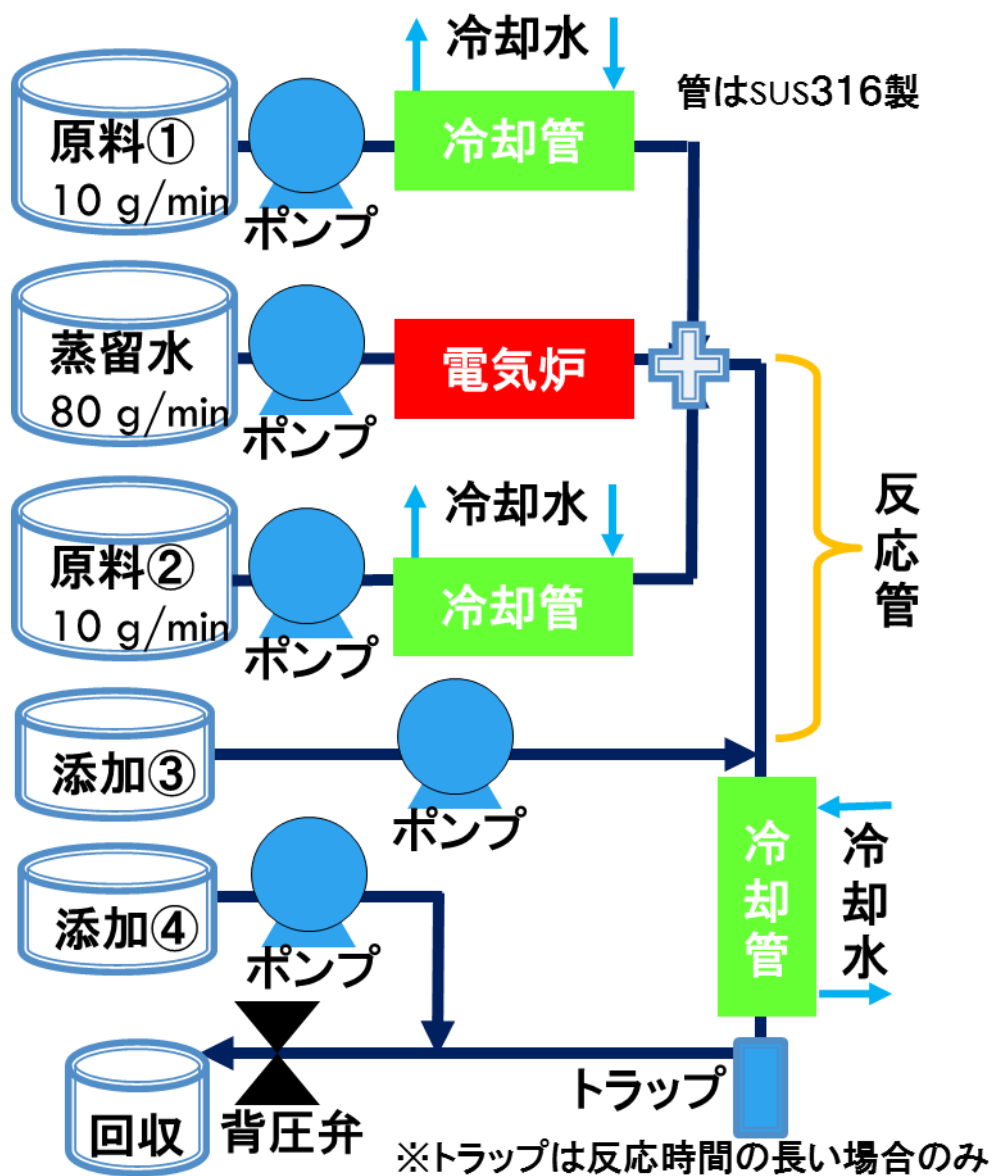 冷却水
管はSUS316製
原料①
10 g/min
ポンプ
冷却管
蒸留水
80 g/min
ポンプ
電気炉
冷却水
原料②
10 g/min
ポンプ
冷却管
反応管
添加③
ポンプ
冷却管
冷却水
添加④
ポンプ
トラップ
回収
背圧弁
※トラップは反応時間の長い場合のみ